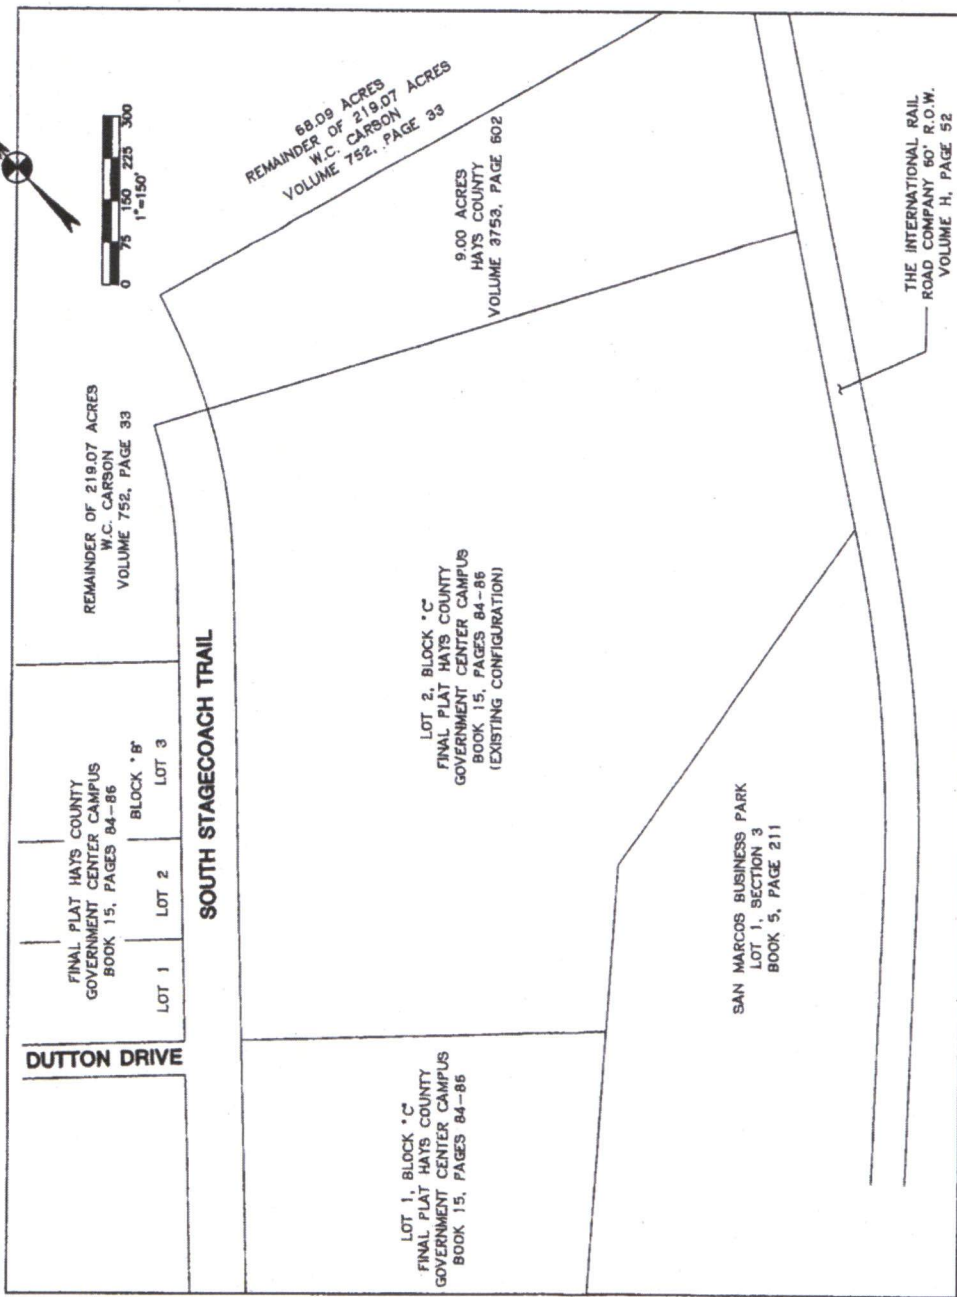 68.09 ACRES
REMAINDER OF 219.07 ACRES
W.C. CARSON
VOLUME 752, PAGE 33
0 75 150 225 300
1"=150'
REMAINDER OF 219.07 ACRES
W.C. CARSON
VOLUME 752, PAGE 33
9.00 ACRES
HAYS COUNTY
VOLUME 3753, PAGE 602
FINAL PLAT HAYS COUNTY
GOVERNMENT CENTER CAMPUS
BOOK 15, PAGES 84-86
BLOCK "B"
LOT 1
LOT 2
LOT 3
DUTTON DRIVE
SOUTH STAGECOACH TRAIL
LOT 2, BLOCK "C"
FINAL PLAT HAYS COUNTY
GOVERNMENT CENTER CAMPUS
BOOK 15, PAGES 84-86
(EXISTING CONFIGURATION)
LOT 1, BLOCK "C"
FINAL PLAT HAYS COUNTY
GOVERNMENT CENTER CAMPUS
BOOK 15, PAGES 84-86
SAN MARCOS BUSINESS PARK
LOT 1, SECTION 3
BOOK 5, PAGE 211
THE INTERNATIONAL RAIL
ROAD COMPANY 60' R.O.W.
VOLUME H, PAGE 52